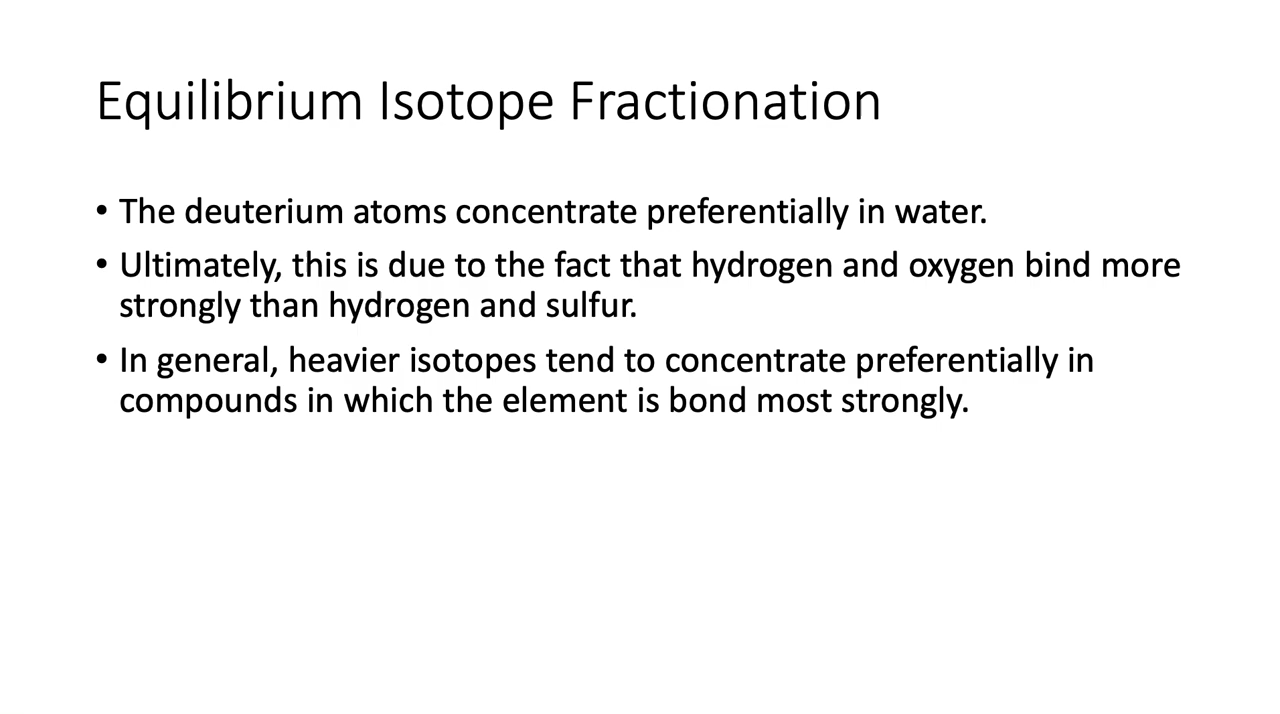 Equilibrium Isotope Fractionation
• The deuterium atoms concentrate preferentially in water.
• Ultimately, this is due to the fact that hydrogen and oxygen bind more
strongly than hydrogen and sulfur.
• In general, heavier isotopes tend to concentrate preferentially in
compounds in which the element is bond most strongly.